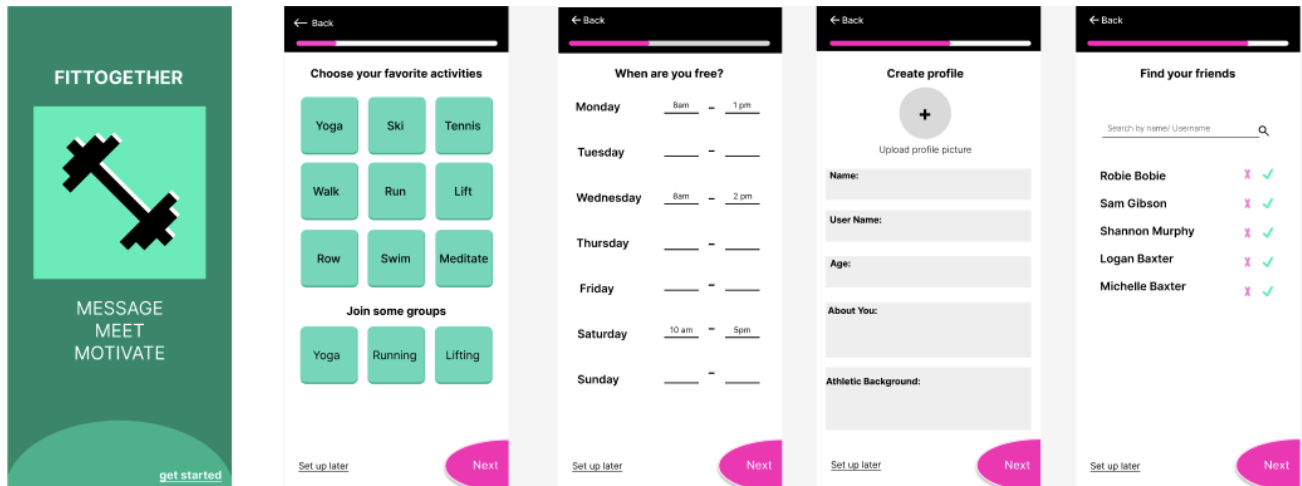 FITTOGETHER
MESSAGE
MEET
MOTIVATE
get started
← Back
Choose your favorite activities
Yoga Ski Tennis
Walk Run Lift
Row Swim Meditate
Join some groups
Yoga Running Lifting
Set up later Next
← Back
When are you free?
Monday 8am – 1 pm
Tuesday –
Wednesday 8am – 2 pm
Thursday –
Friday –
Saturday 10 am – 5pm
Sunday –
Set up later Next
← Back
Create profile
+
Upload profile picture
Name:
User Name:
Age:
About You:
Athletic Background:
Set up later Next
← Back
Find your friends
Search by name/ Username
Robie Bobie X ✓
Sam Gibson X ✓
Shannon Murphy X ✓
Logan Baxter X ✓
Michelle Baxter X ✓
Set up later Next